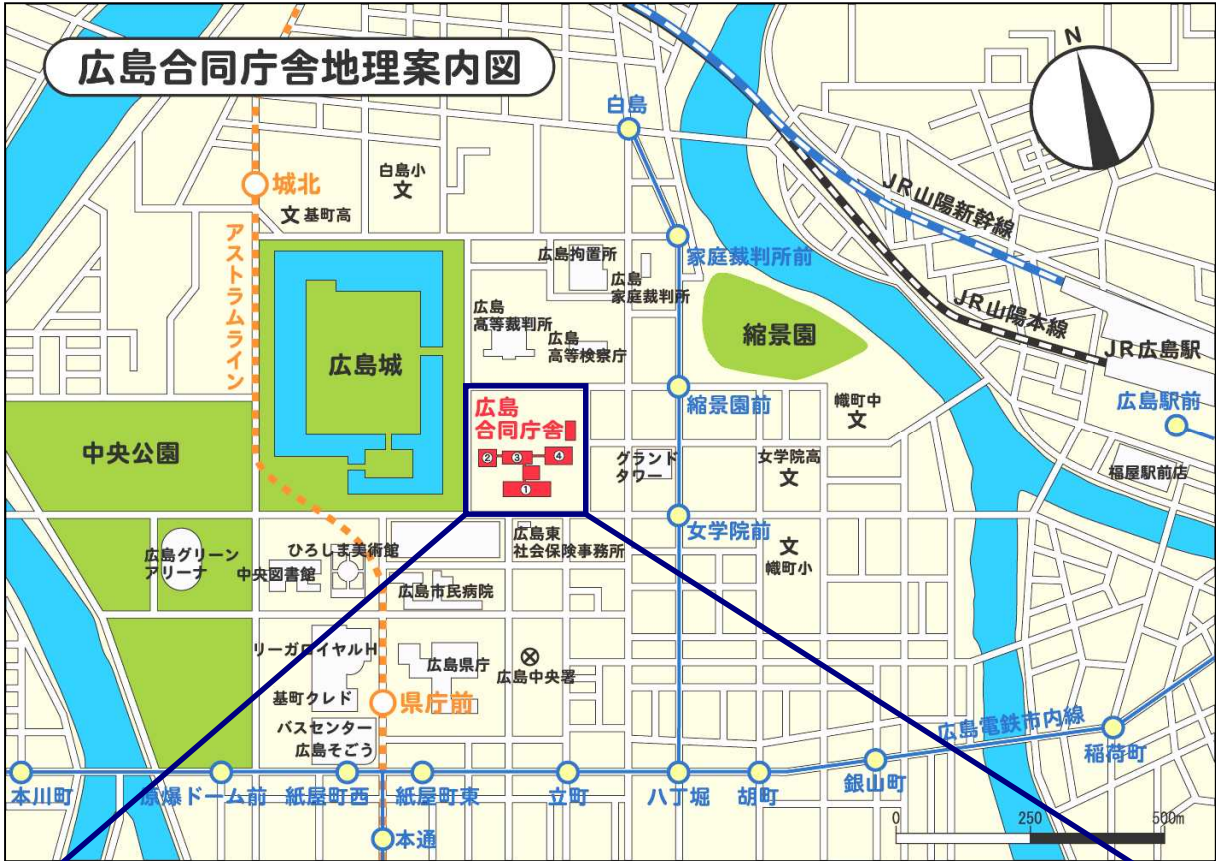 広島合同庁舎地理案内図
N
白島
城北
白島小
文
文 基町高
アストラムライン
JR山陽新幹線
家庭裁判所前
広島拘置所
広島
家庭裁判所
JR山陽本線
広島
高等裁判所
広島
高等検察庁
縮景園
JR広島駅
広島城
縮景園前
幟町中
文
広島駅前
広島
合同庁舎
中央公園
② ③ ④
①
グランド
タワー
女学院高
文
福屋駅前店
女学院前
広島東
社会保険事務所
文
幟町小
広島グリーン
アリーナ
ひろしま美術館
中央図書館
広島市民病院
リーガロイヤルH
広島県庁
広島中央署
基町クレド
県庁前
バスセンター
広島そごう
広島電鉄市内線
稲荷町
銀山町
本川町
原爆ドーム前
紙屋町西
紙屋町東
立町
八丁堀
胡町
本通
0 250 500m